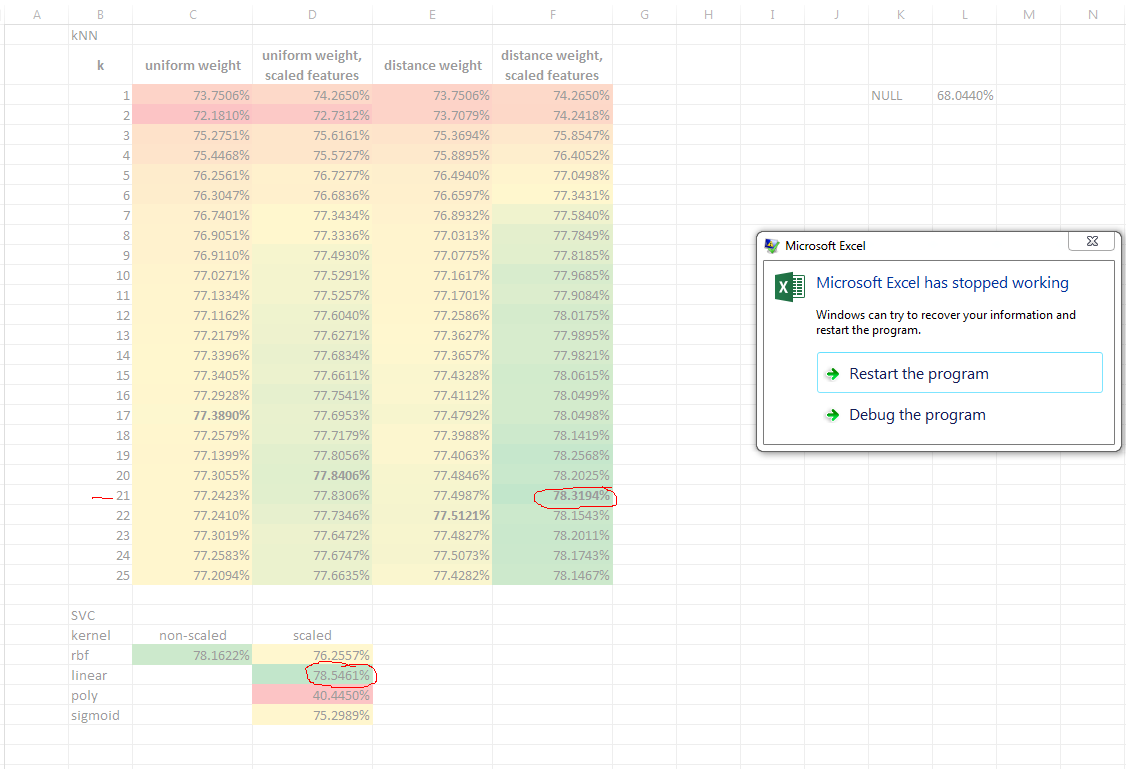 A B C D E F G H I J K L M N
kNN
k uniform weight uniform weight, scaled features distance weight distance weight, scaled features
1 73.7506% 74.2650% 73.7506% 74.2650% NULL 68.0440%
2 72.1810% 72.7312% 73.7079% 74.2418%
3 75.2751% 75.6161% 75.3694% 75.8547%
4 75.4468% 75.5727% 75.8895% 76.4052%
5 76.2561% 76.7277% 76.4940% 77.0498%
6 76.3047% 76.6836% 76.6597% 77.3431%
7 76.7401% 77.3434% 76.8932% 77.5840%
8 76.9051% 77.3336% 77.0313% 77.7849%
9 76.9110% 77.4930% 77.0775% 77.8185%
10 77.0271% 77.5291% 77.1617% 77.9685%
11 77.1334% 77.5257% 77.1701% 77.9084%
12 77.1162% 77.6040% 77.2586% 78.0175%
13 77.2179% 77.6271% 77.3627% 77.9895%
14 77.3396% 77.6834% 77.3657% 77.9821%
15 77.3405% 77.6611% 77.4328% 78.0615%
16 77.2928% 77.7541% 77.4112% 78.0499%
17 77.3890% 77.6953% 77.4792% 78.0498%
18 77.2579% 77.7179% 77.3988% 78.1419%
19 77.1399% 77.8056% 77.4063% 78.2568%
20 77.3055% 77.8406% 77.4846% 78.2025%
21 77.2423% 77.8306% 77.4987% 78.3194%
22 77.2410% 77.7346% 77.5121% 78.1543%
23 77.3019% 77.6472% 77.4827% 78.2011%
24 77.2583% 77.6747% 77.5073% 78.1743%
25 77.2094% 77.6635% 77.4282% 78.1467%
SVC
kernel non-scaled scaled
rbf 78.1622% 76.2557%
linear 78.5461%
poly 40.4450%
sigmoid 75.2989%
Microsoft Excel
Microsoft Excel has stopped working
Windows can try to recover your information and
restart the program.
Restart the program
Debug the program